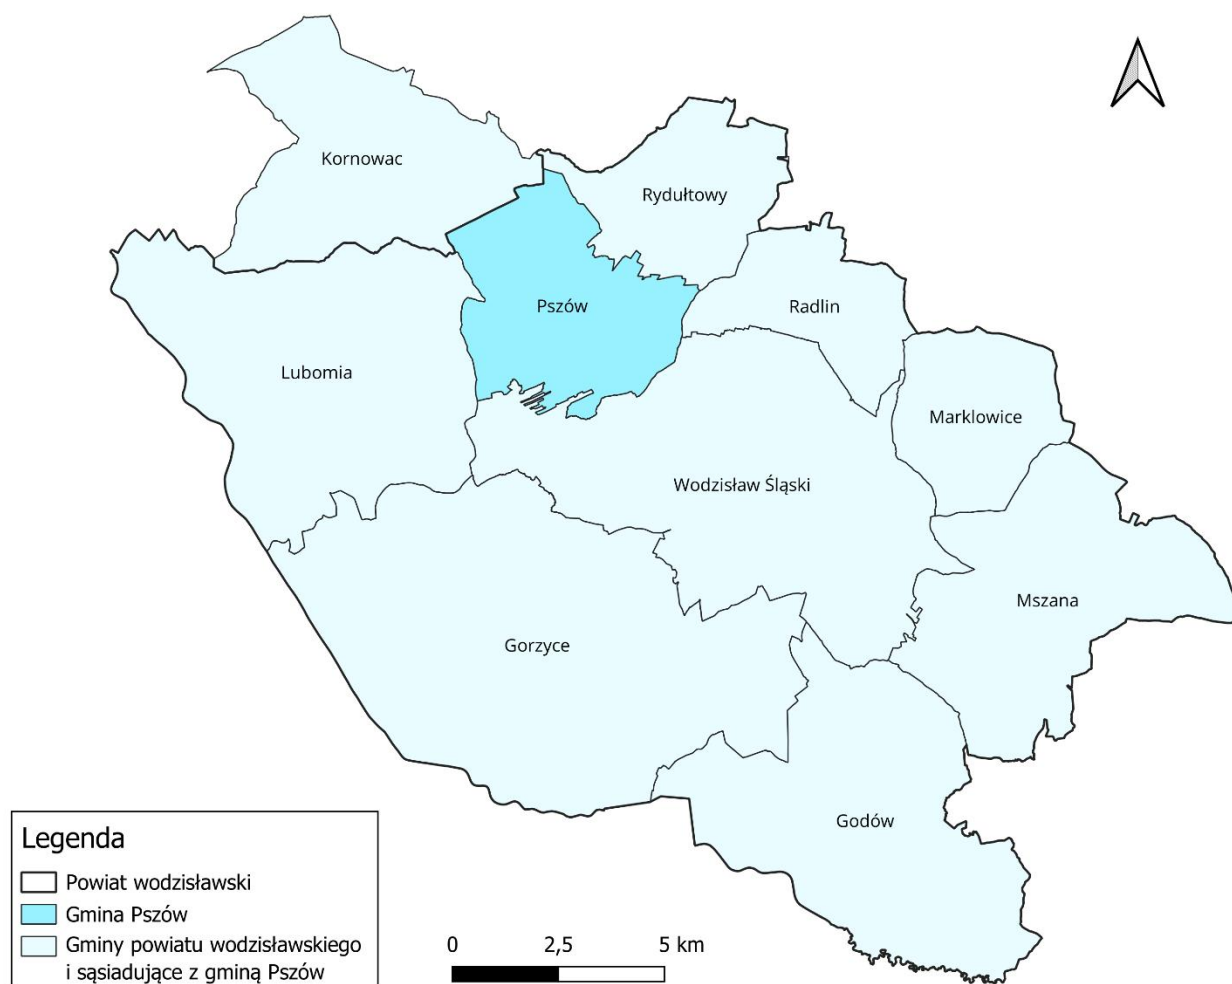 Kornowac
Rydułtowy
Pszów
Radlin
Lubomia
Marklowice
Wodzisław Śląski
Mszana
Gorzyce
Godów
Legenda
Powiat wodzisławski
Gmina Pszów
Gminy powiatu wodzisławskiego
i sąsiadujące z gminą Pszów
0 2,5 5 km